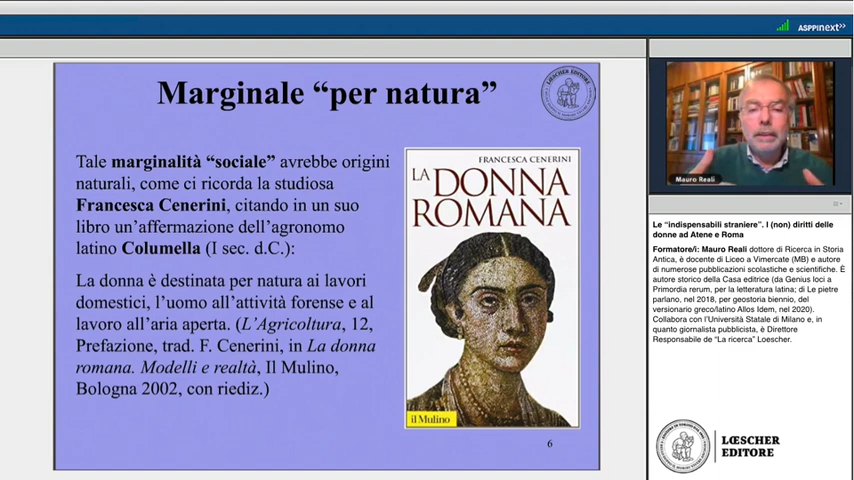 ASPPInext>>
Marginale “per natura”
Tale marginalità “sociale” avrebbe origini
naturali, come ci ricorda la studiosa
Francesca Cenerini, citando in un suo
libro un’affermazione dell’agronomo
latino Columella (I sec. d.C.):
La donna è destinata per natura ai lavori
domestici, l’uomo all’attività forense e al
lavoro all’aria aperta. (L’Agricoltura, 12,
Prefazione, trad. F. Cenerini, in La donna
romana. Modelli e realtà, Il Mulino,
Bologna 2002, con riediz.)
FRANCESCA CENERINI
LA DONNA
ROMANA
il Mulino
6
Mauro Reali
Le “indispensabili straniere”. I (non) diritti delle
donne ad Atene e Roma
Formatore/i: Mauro Reali dottore di Ricerca in Storia
Antica, è docente di Liceo a Vimercate (MB) e autore
di numerose pubblicazioni scolastiche e scientifiche. È
autore storico della Casa editrice (da Genius loci a
Primordia rerum, per la letteratura latina; di Le pietre
parlano, nel 2018, per geostoria biennio, del
versionario greco/latino Allos Idem, nel 2020).
Collabora con l’Università Statale di Milano e, in
quanto giornalista pubblicista, è Direttore
Responsabile de “La ricerca” Loescher.
LŒSCHER
EDITORE